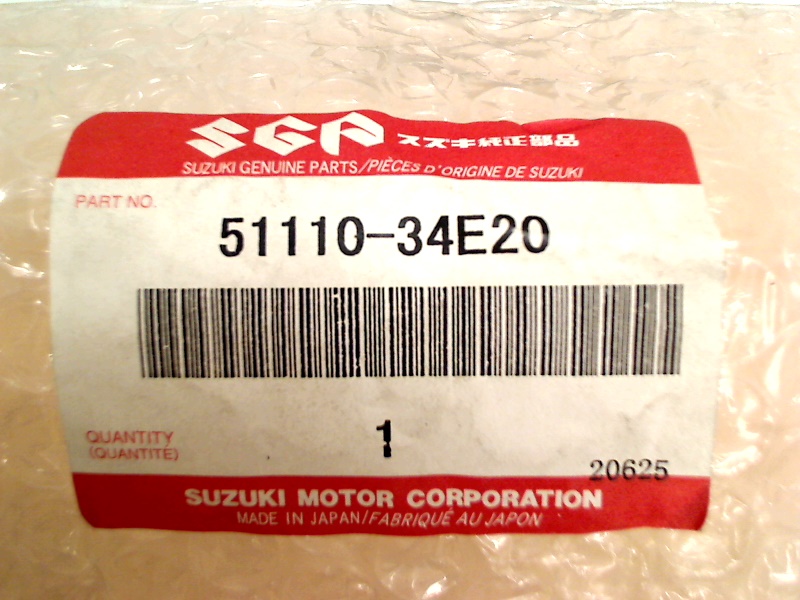 SGP スズキ純正部品
SUZUKI GENUINE PARTS/PIÈCES D'ORIGINE DE SUZUKI
PART NO.
51110-34E20
1
QUANTITY
(QUANTITE)
20625
SUZUKI MOTOR CORPORATION
MADE IN JAPAN/FABRIQUÉ AU JAPON